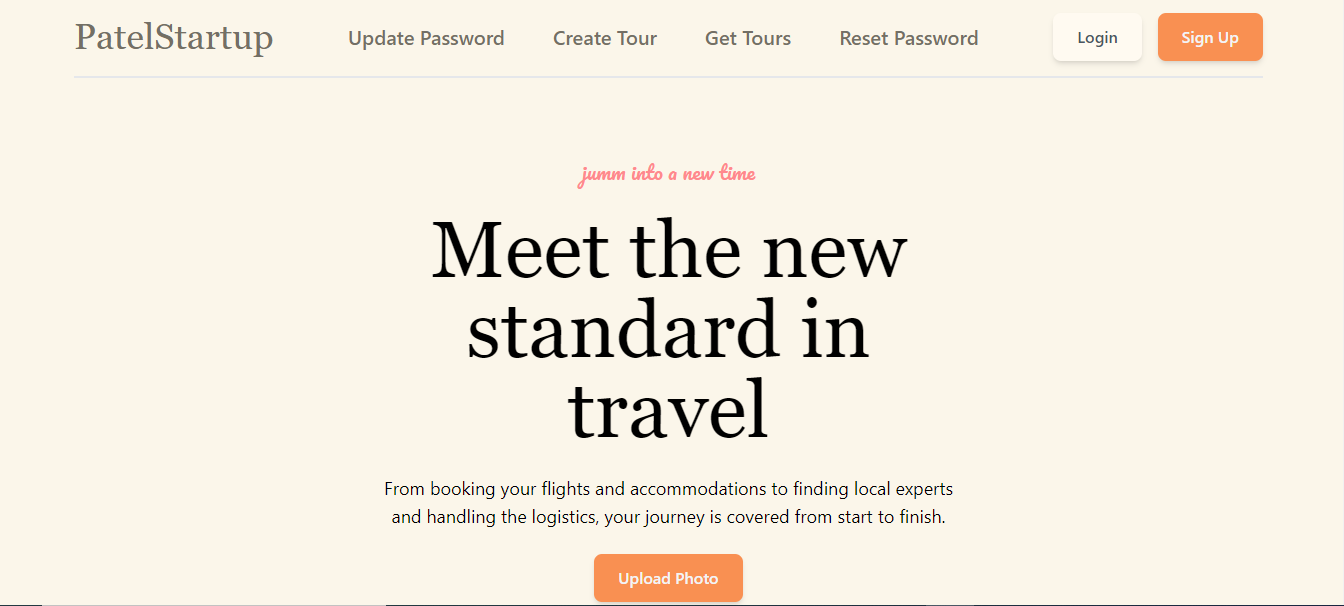 PatelStartup
Update Password
Create Tour
Get Tours
Reset Password
Login
Sign Up
jumm into a new time
Meet the new
standard in
travel
From booking your flights and accommodations to finding local experts
and handling the logistics, your journey is covered from start to finish.
Upload Photo